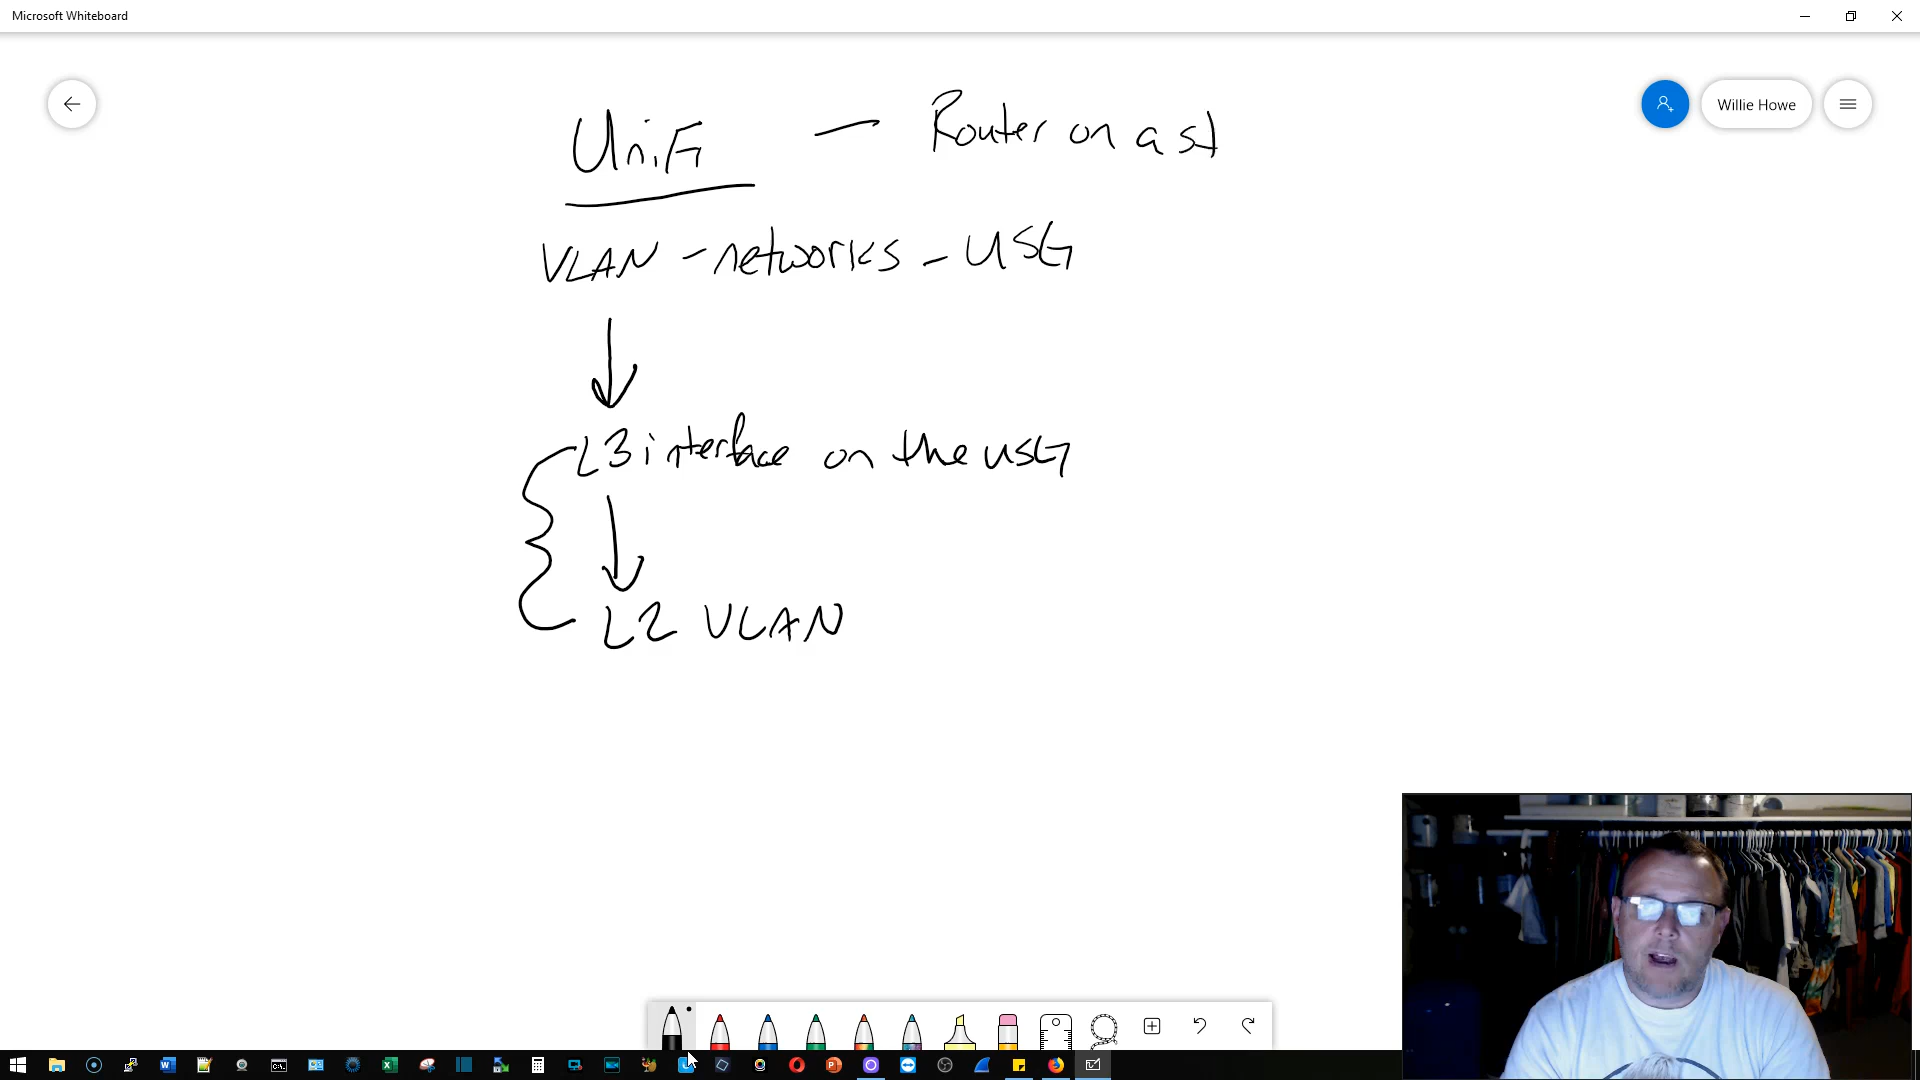 Microsoft Whiteboard
Willie Howe
UniFi — Router on a st
VLAN - networks - USG
L3 interface on the USG
L2 VLAN